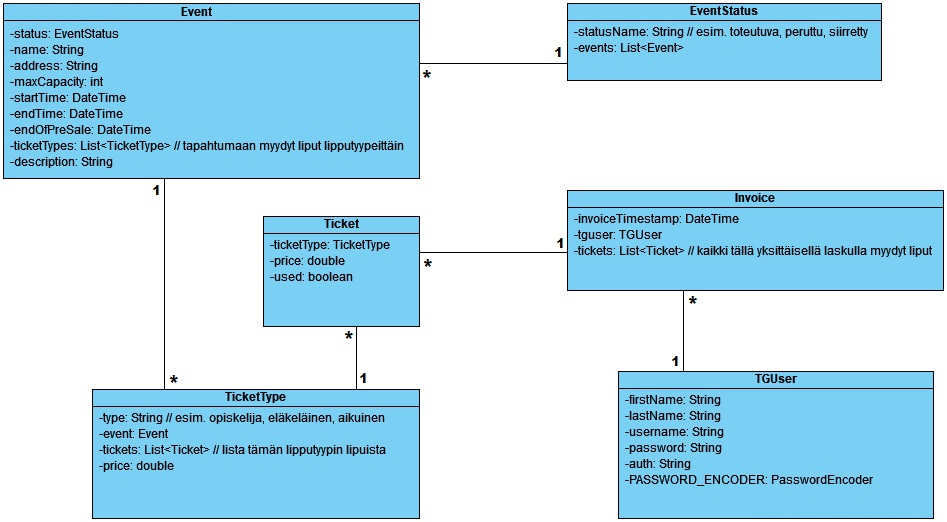 Event
-status: EventStatus
-name: String
-address: String
-maxCapacity: int
-startTime: DateTime
-endTime: DateTime
-endOfPreSale: DateTime
-ticketTypes: List<TicketType> // tapahtumaan myydyt liput lipputyypeittäin
-description: String
EventStatus
-statusName: String // esim. toteutuva, peruttu, siirretty
-events: List<Event>
1
*
1
Ticket
-ticketType: TicketType
-price: double
-used: boolean
Invoice
-invoiceTimestamp: DateTime
-tguser: TGUser
-tickets: List<Ticket> // kaikki tällä yksittäisellä laskulla myydyt liput
1
*
*
*
1
*
1
TicketType
-type: String // esim. opiskelija, eläkeläinen, aikuinen
-event: Event
-tickets: List<Ticket> // lista tämän lipputyypin lipuista
-price: double
TGUser
-firstName: String
-lastName: String
-username: String
-password: String
-auth: String
-PASSWORD_ENCODER: PasswordEncoder